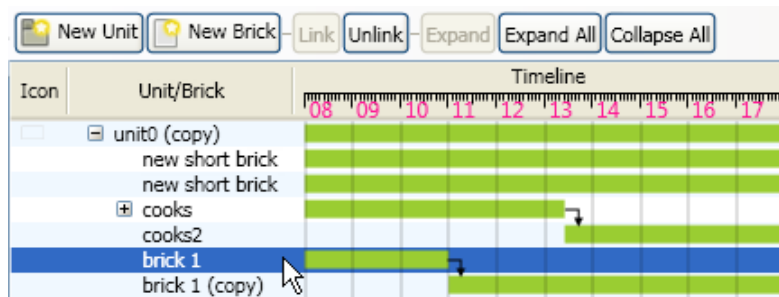 New Unit New Brick Link Unlink Expand Expand All Collapse All
Icon Unit/Brick Timeline
08 09 10 11 12 13 14 15 16 17
unit0 (copy)
new short brick
new short brick
cooks
cooks2
brick 1
brick 1 (copy)